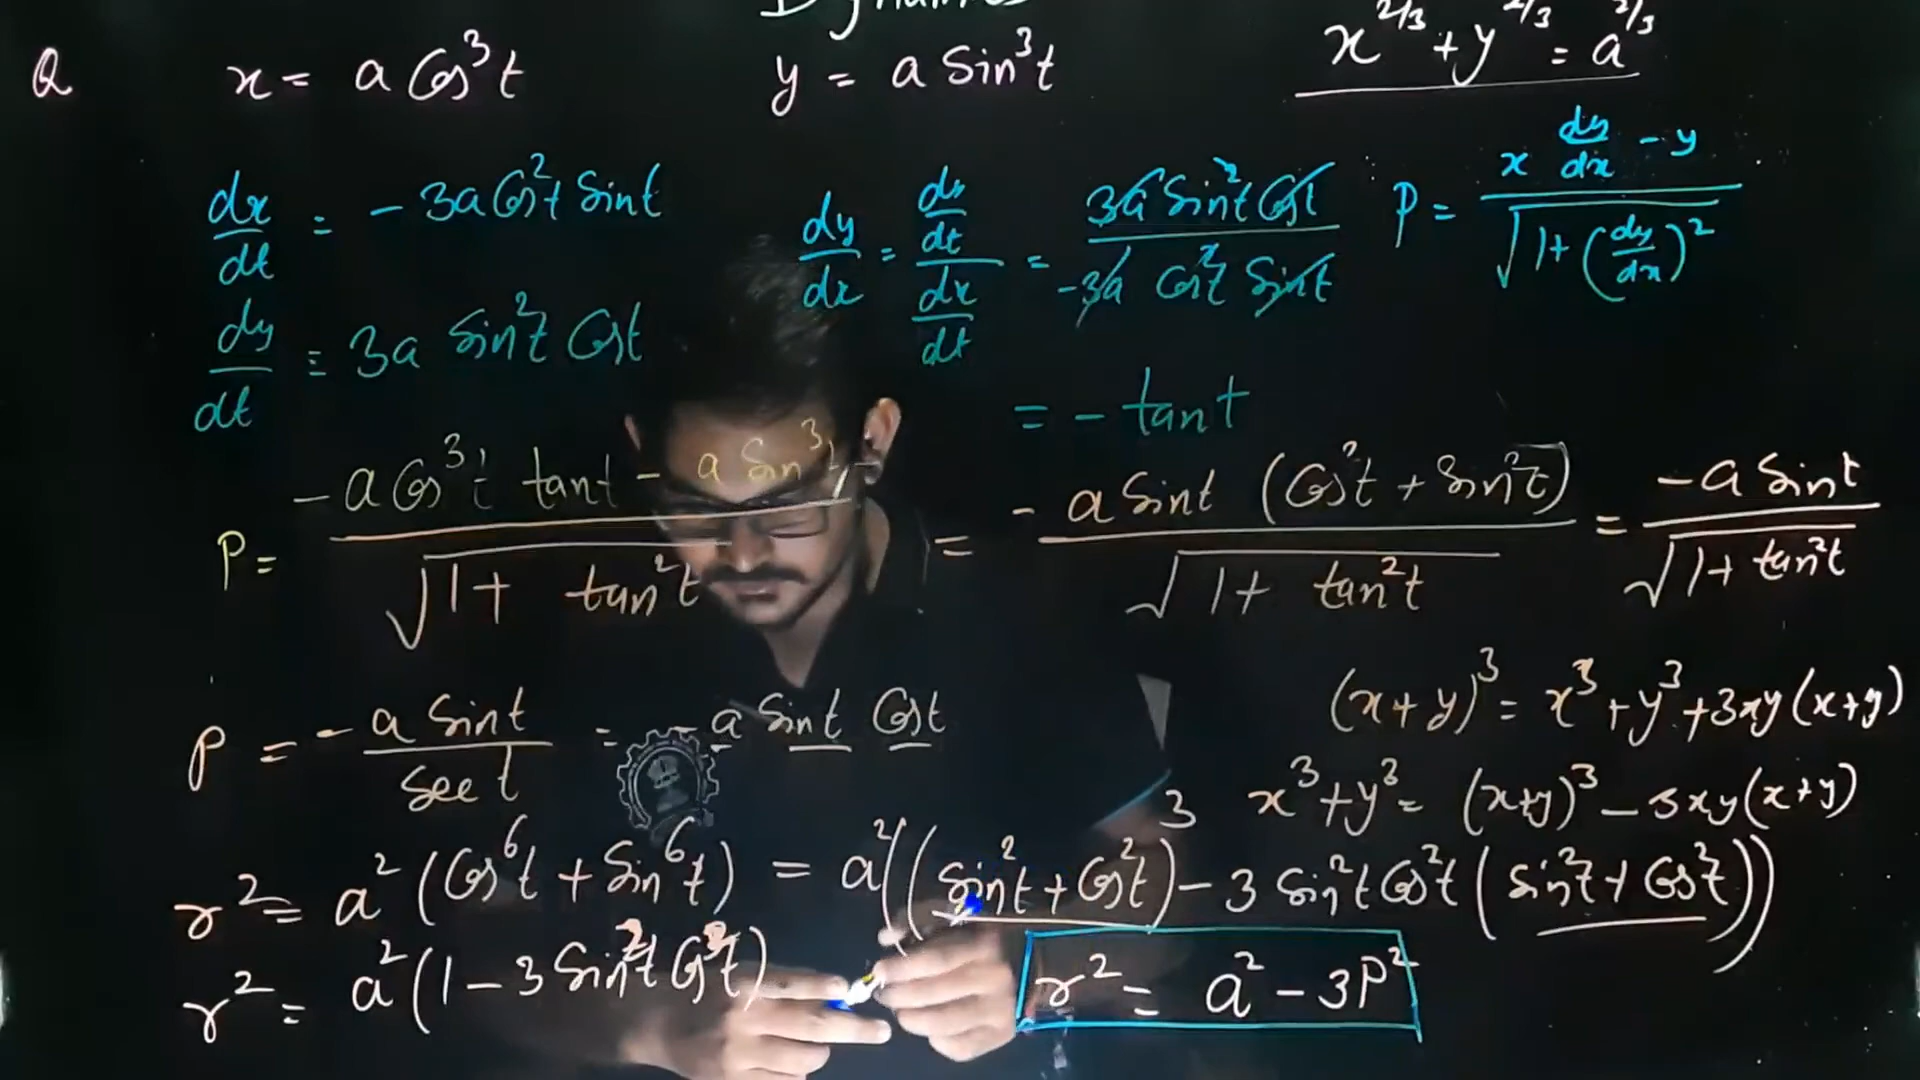 Dynamics
Q x = a Cos³t y = a Sin³t x^2/3 + y^2/3 = a^2/3
dx/dt = - 3a Cos²t Sint dy/dx = (dy/dt)/(dx/dt) = 3a Sin²t Cost / -3a Cos²t Sint P = (x dy/dx - y) / √(1 + (dy/dx)²)
dy/dt = 3a Sin²t Cost
= - tant
P = (-a Cos³t tant - a Sin³t) / √(1 + tan²t) = - a Sint (Cos²t + Sin²t) / √(1 + tan²t) = -a Sint / √(1 + tan²t)
(x+y)³ = x³ + y³ + 3xy(x+y)
P = - a Sint / sect = - a Sint Cost
x³ + y³ = (x+y)³ - 3xy(x+y)
r² = a² (Cos⁶t + Sin⁶t) = a² ((Sin²t + Cos²t)³ - 3 Sin²t Cos²t (Sin²t + Cos²t))
r² = a² (1 - 3 Sin²t Cos²t) r² = a² - 3P²